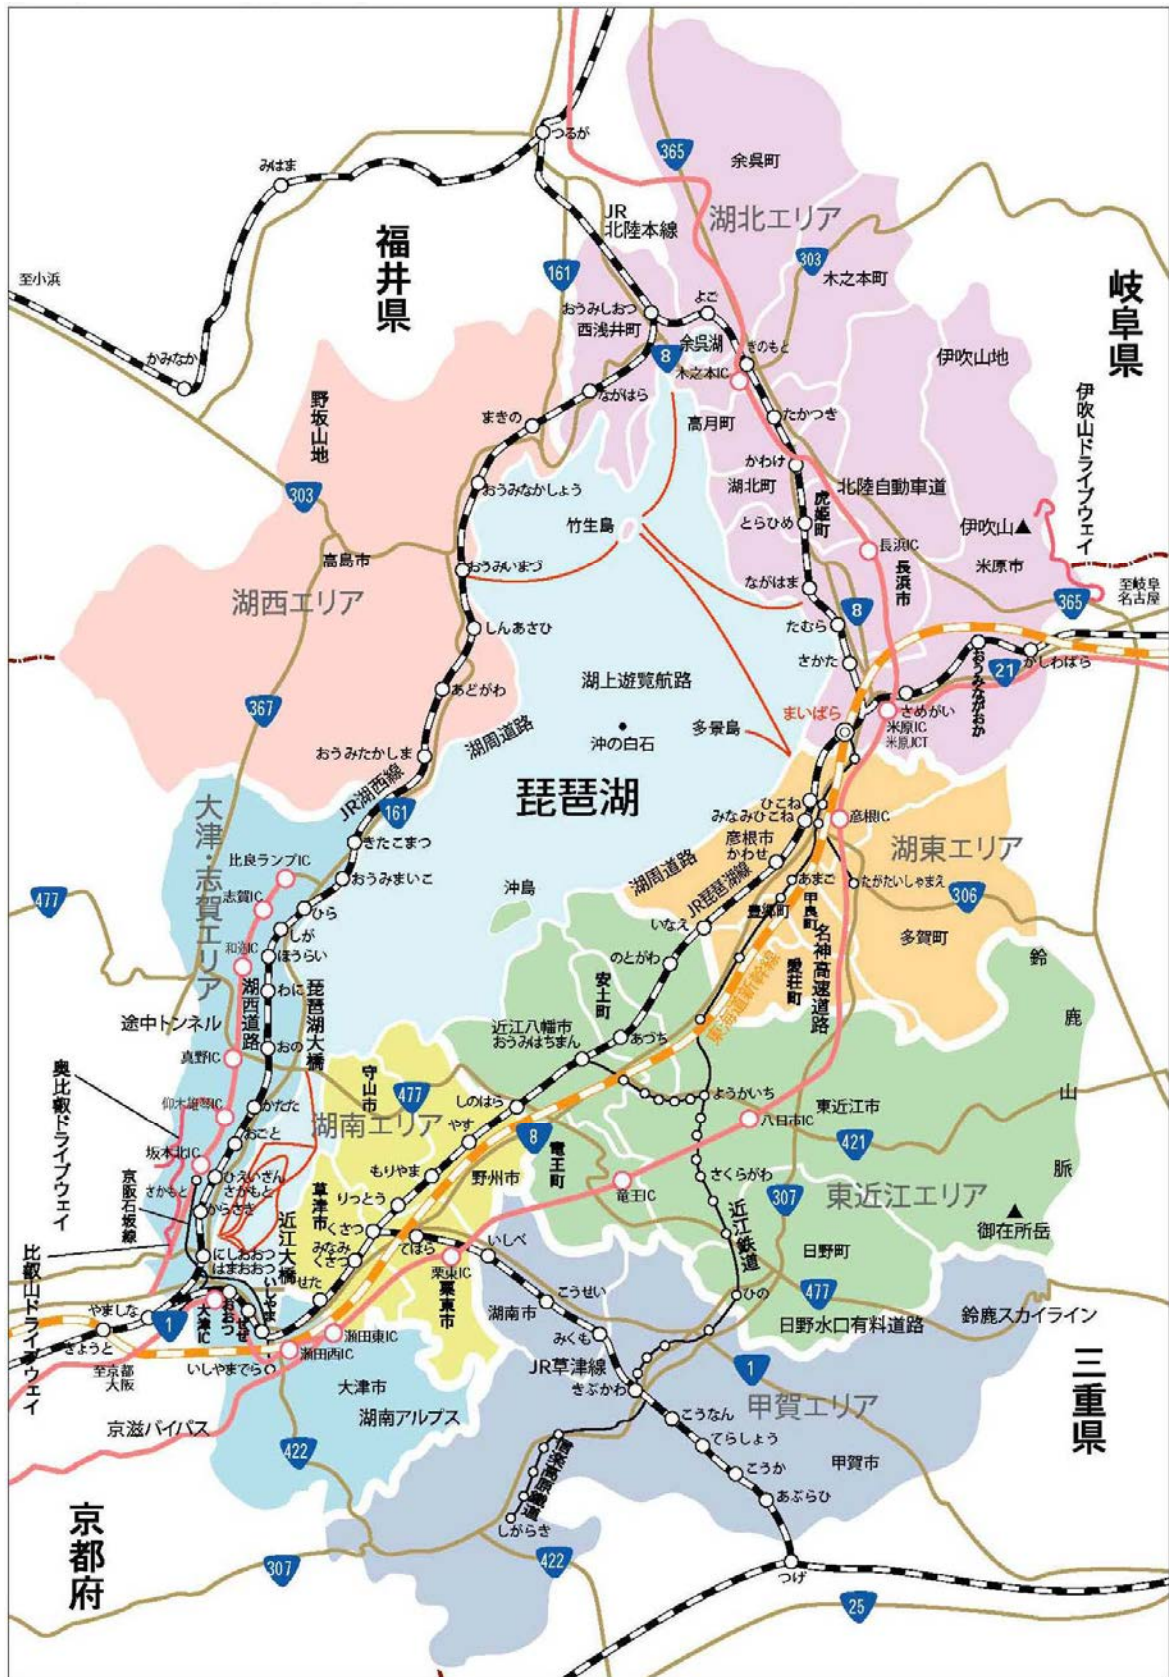 つるが
みはま
365
余呉町
JR
北陸本線
湖北エリア
福井県
303
木之本町
至小浜
161
岐阜県
おうみしおつ
よご
西浅井町
余呉湖
8
きのもと
伊吹山地
かみなか
木之本IC
ながはら
伊吹山ドライブウェイ
野坂山地
まきの
たかつき
高月町
かわけ
303
おうみなかしょう
湖北町
北陸自動車道
虎姫町
竹生島
とらひめ
伊吹山
高島市
長浜IC
おうみいまづ
米原市
ながはま
長浜市
至岐阜
名古屋
湖西エリア
8
365
しんあさひ
たむら
さかた
おうみながおか
かしわばら
21
湖上遊覧航路
あどがわ
367
まいばら
さめがい
米原IC
米原JCT
多景島
沖の白石
湖周道路
おうみたかしま
JR湖西線
琵琶湖
大津・志賀エリア
161
ひこね
みなみひこね
彦根IC
きたこまつ
彦根市
かわせ
湖東エリア
比良ランプIC
湖周道路
おうみまいこ
JR琵琶湖線
あまご
たがたいしゃまえ
477
志賀IC
沖島
豊郷町
甲良町
306
ひら
いなえ
しが
名神高速道路
多賀町
和邇IC
ほうらい
のとがわ
愛荘町
鈴鹿山脈
わに
湖西道路
琵琶湖大橋
安土町
東海道新幹線
途中トンネル
近江八幡市
おうみはちまん
あづち
おの
真野IC
奥比叡ドライブウェイ
守山市
477
ようかいち
しのはら
東近江市
仰木雄琴IC
かたた
湖南エリア
八日市IC
やす
8
421
おごと
竜王町
坂本北IC
京阪石坂線
さかもと
ひえいざん
さかもと
もりやま
野州市
さくらがわ
草津市
りっとう
竜王IC
307
東近江エリア
からさき
近江大橋
くさつ
近江鉄道
御在所岳
比叡山ドライブウェイ
にしおおつ
はまおおつ
みなみ
くさつ
てはら
いしべ
日野町
栗東IC
栗東市
いしやま
せた
こうせい
ひの
477
湖南市
やましな
1
大津IC
おおつ
ぜぜ
瀬田東IC
日野水口有料道路
鈴鹿スカイライン
きょうと
みくも
瀬田西IC
至京都
大阪
いしやまでら
JR草津線
1
三重県
大津市
きぶかわ
甲賀エリア
湖南アルプス
京滋バイパス
こうなん
422
てらしょう
信楽高原鐵道
こうか
甲賀市
京都府
あぶらひ
しがらき
307
422
つげ
25